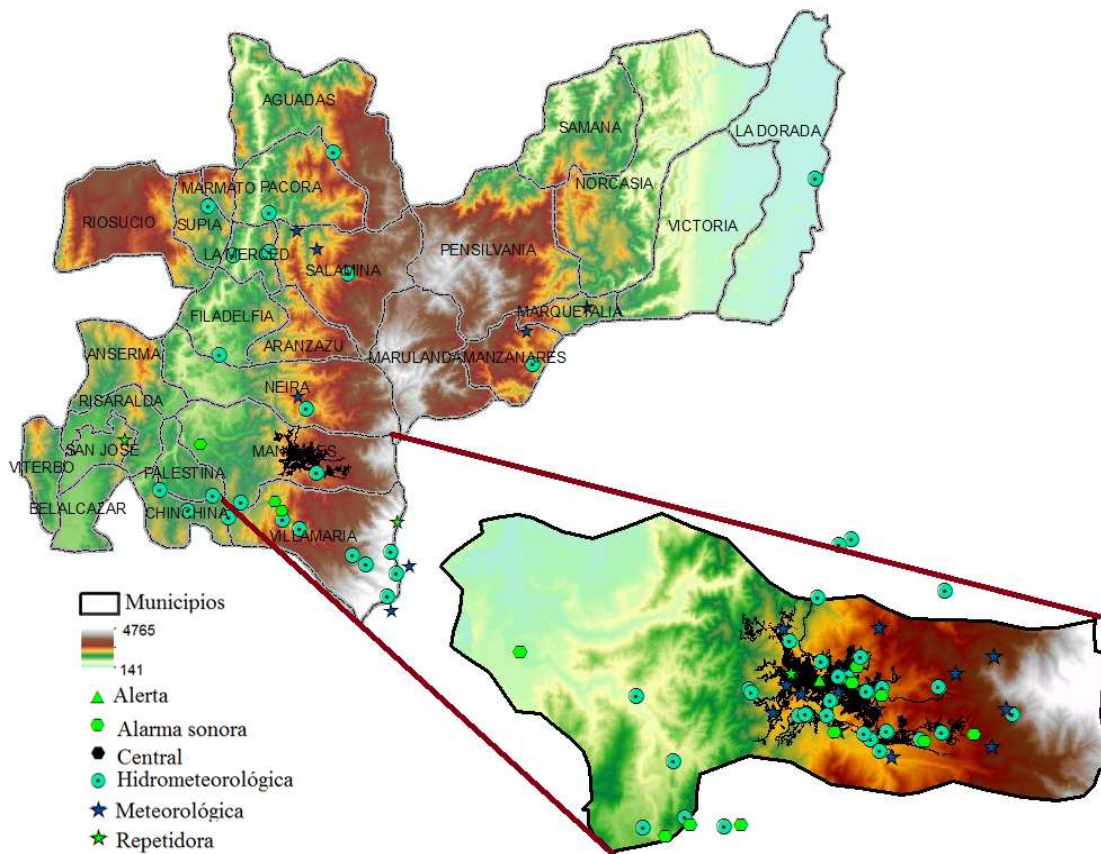 AGUADAS
SAMANA
LA DORADA
MARMATO
PACORA
NORCASIA
RIOSUCIO
SUPIA
VICTORIA
LA MERCED
PENSILVANIA
SALAMINA
FILADELFIA
MARQUETALIA
ANSERMA
ARANZAZU
MARULANDA
MANZANARES
RISARALDA
NEIRA
SAN JOSE
VITERBO
PALESTINA
BELALCAZAR
CHINCHINA
VILLAMARIA
Municipios
4765
141
Alerta
Alarma sonora
Central
Hidrometeorológica
Meteorológica
Repetidora